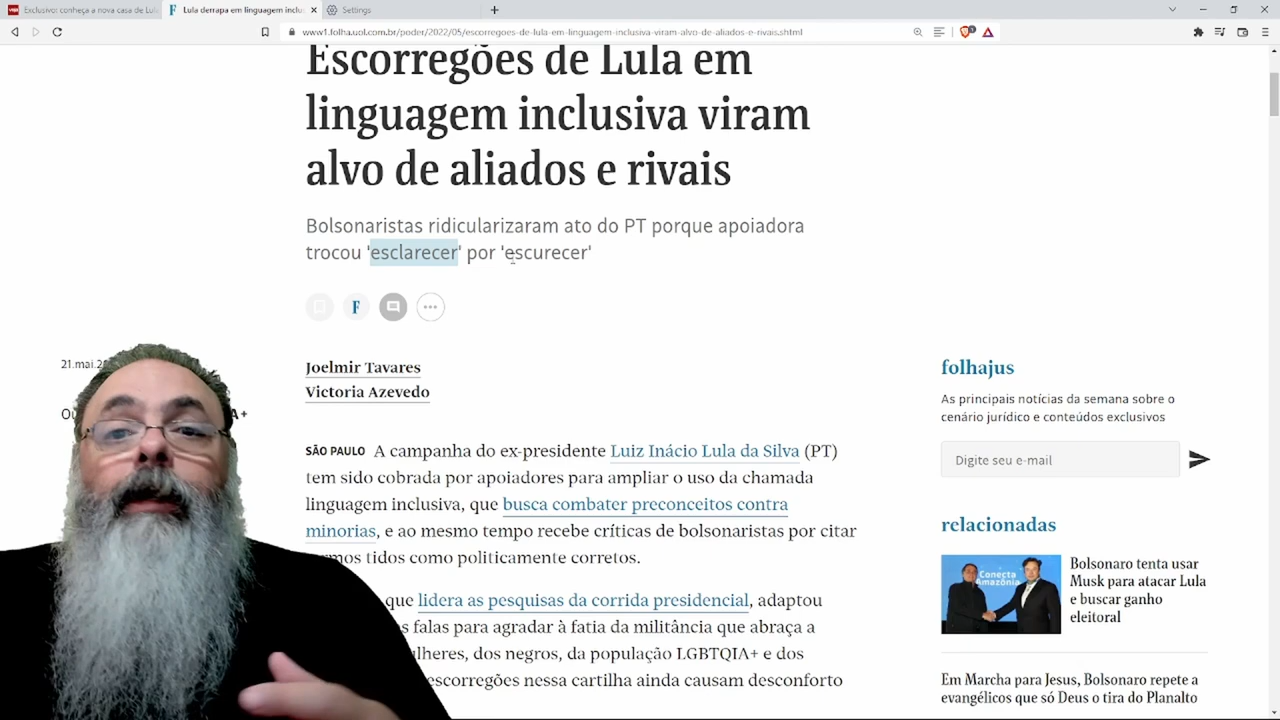 Exclusivo: conheça a nova casa de Lula
Lula derrapa em linguagem inclus
Settings
www1.folha.uol.com.br/poder/2022/05/escorregoes-de-lula-em-linguagem-inclusiva-viram-alvo-de-aliados-e-rivais.shtml
Escorregões de Lula em
linguagem inclusiva viram
alvo de aliados e rivais
Bolsonaristas ridicularizaram ato do PT porque apoiadora
trocou 'esclarecer' por 'escurecer'
F
21.mai.2
Joelmir Tavares
Victoria Azevedo
A+
SÃO PAULO A campanha do ex-presidente Luiz Inácio Lula da Silva (PT)
tem sido cobrada por apoiadores para ampliar o uso da chamada
linguagem inclusiva, que busca combater preconceitos contra
minorias, e ao mesmo tempo recebe críticas de bolsonaristas por citar
rmos tidos como politicamente corretos.
que lidera as pesquisas da corrida presidencial, adaptou
s falas para agradar à fatia da militância que abraça a
ulheres, dos negros, da população LGBTQIA+ e dos
escorregões nessa cartilha ainda causam desconforto
folhajus
As principais notícias da semana sobre o
cenário jurídico e conteúdos exclusivos
Digite seu e-mail
relacionadas
Conecta
Amazônia
Bolsonaro tenta usar
Musk para atacar Lula
e buscar ganho
eleitoral
Em Marcha para Jesus, Bolsonaro repete a
evangélicos que só Deus o tira do Planalto